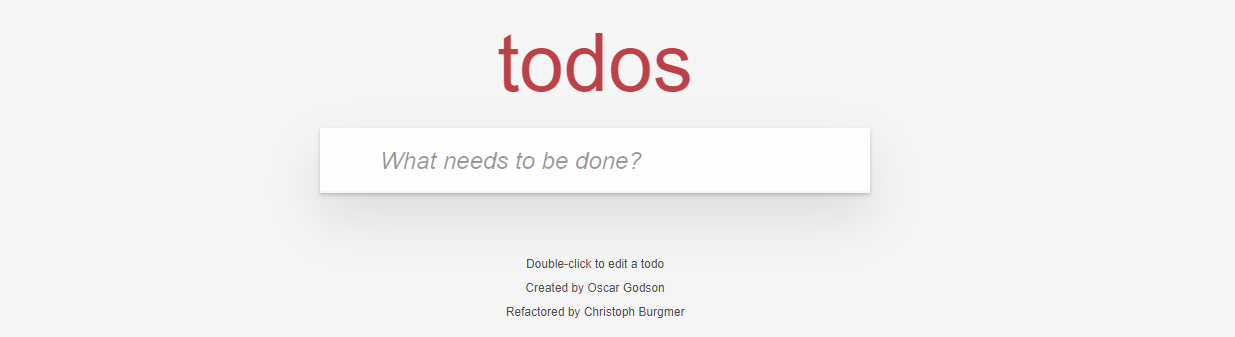 todos
What needs to be done?
Double-click to edit a todo
Created by Oscar Godson
Refactored by Christoph Burgmer